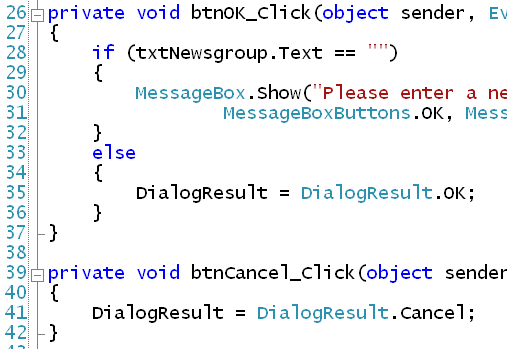 26 private void btnOK_Click(object sender, Ev
27 {
28 if (txtNewsgroup.Text == "")
29 {
30 MessageBox.Show("Please enter a ne
31 MessageBoxButtons.OK, Mess
32 }
33 else
34 {
35 DialogResult = DialogResult.OK;
36 }
37 }
38
39 private void btnCancel_Click(object sender
40 {
41 DialogResult = DialogResult.Cancel;
42 }